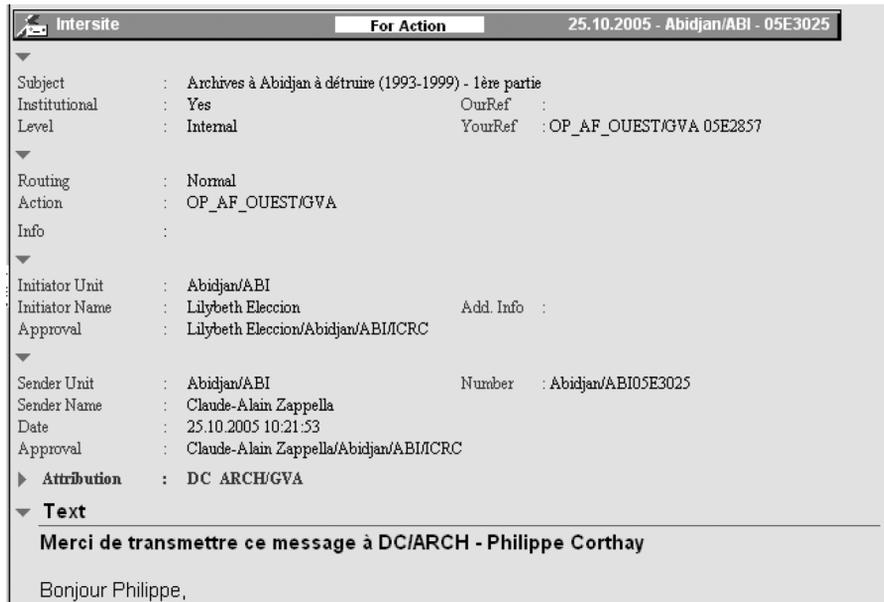 Intersite For Action 25.10.2005 - Abidjan/ABI - 05E3025
Subject : Archives à Abidjan à détruire (1993-1999) - 1ère partie
Institutional : Yes OurRef :
Level : Internal YourRef : OP_AF_OUEST/GVA 05E2857
Routing : Normal
Action : OP_AF_OUEST/GVA
Info :
Initiator Unit : Abidjan/ABI
Initiator Name : Lilybeth Eleccion Add. Info :
Approval : Lilybeth Eleccion/Abidjan/ABI/ICRC
Sender Unit : Abidjan/ABI Number : Abidjan/ABI05E3025
Sender Name : Claude-Alain Zappella
Date : 25.10.2005 10:21:53
Approval : Claude-Alain Zappella/Abidjan/ABI/ICRC
Attribution : DC ARCH/GVA
Text
Merci de transmettre ce message à DC/ARCH - Philippe Corthay
Bonjour Philippe,